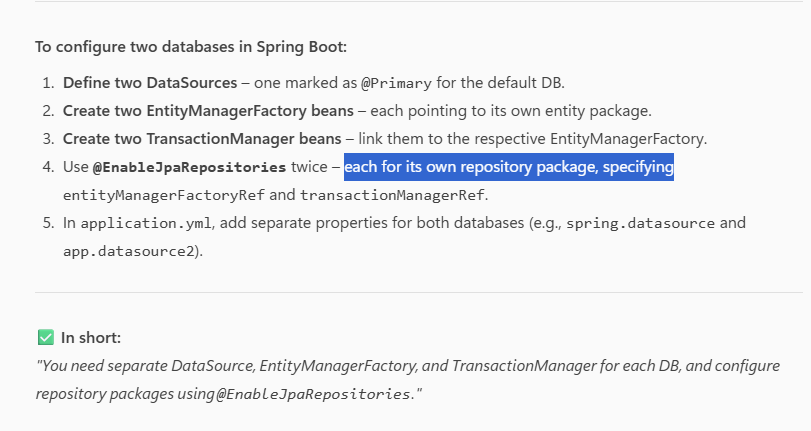 To configure two databases in Spring Boot:
1. Define two DataSources – one marked as @Primary for the default DB.
2. Create two EntityManagerFactory beans – each pointing to its own entity package.
3. Create two TransactionManager beans – link them to the respective EntityManagerFactory.
4. Use @EnableJpaRepositories twice – each for its own repository package, specifying
entityManagerFactoryRef and transactionManagerRef.
5. In application.yml, add separate properties for both databases (e.g., spring.datasource and
app.datasource2).
✅ In short:
"You need separate DataSource, EntityManagerFactory, and TransactionManager for each DB, and configure
repository packages using @EnableJpaRepositories."